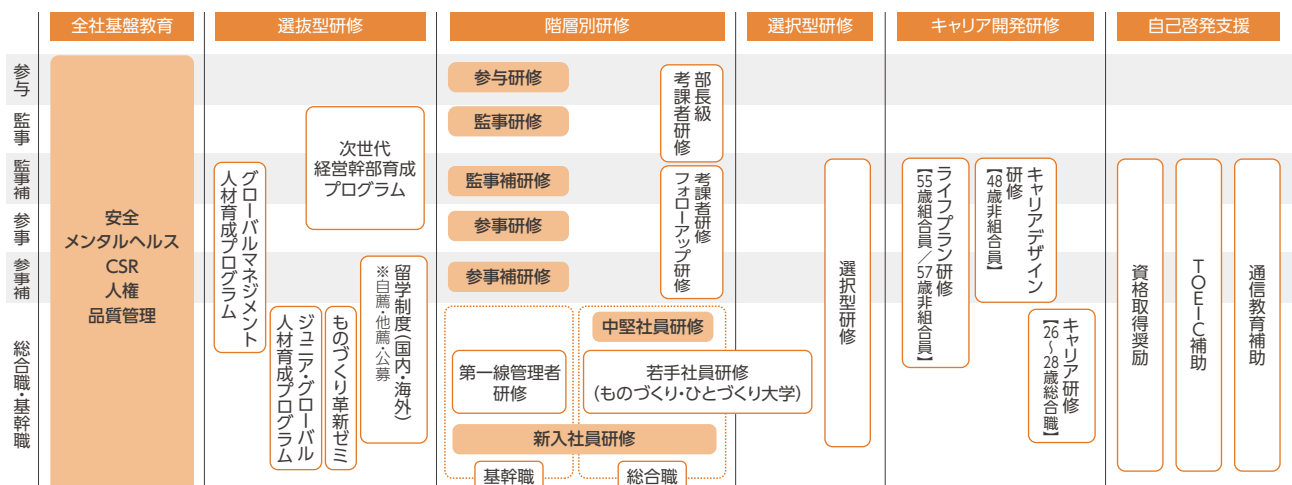 全社基盤教育
選抜型研修
階層別研修
選択型研修
キャリア開発研修
自己啓発支援
参与
監事
監事補
参事
参事補
総合職・基幹職
安全
メンタルヘルス
CSR
人権
品質管理
グローバルマネジメント
人材育成プログラム
次世代
経営幹部育成
プログラム
ジュニア・グローバル
人材育成プログラム
ものづくり革新ゼミ
留学制度（国内・海外）
※自薦・他薦・公募
参与研修
監事研修
監事補研修
参事研修
参事補研修
部長級
考課者研修
考課者研修
フォローアップ研修
中堅社員研修
第一線管理者
研修
若手社員研修
（ものづくり・ひとづくり大学）
新入社員研修
基幹職
総合職
選択型研修
ライフプラン研修
【55歳組合員／57歳非組合員】
キャリアデザイン
研修
【48歳非組合員】
キャリア研修
【26～28歳総合職】
資格取得奨励
TOEIC補助
通信教育補助